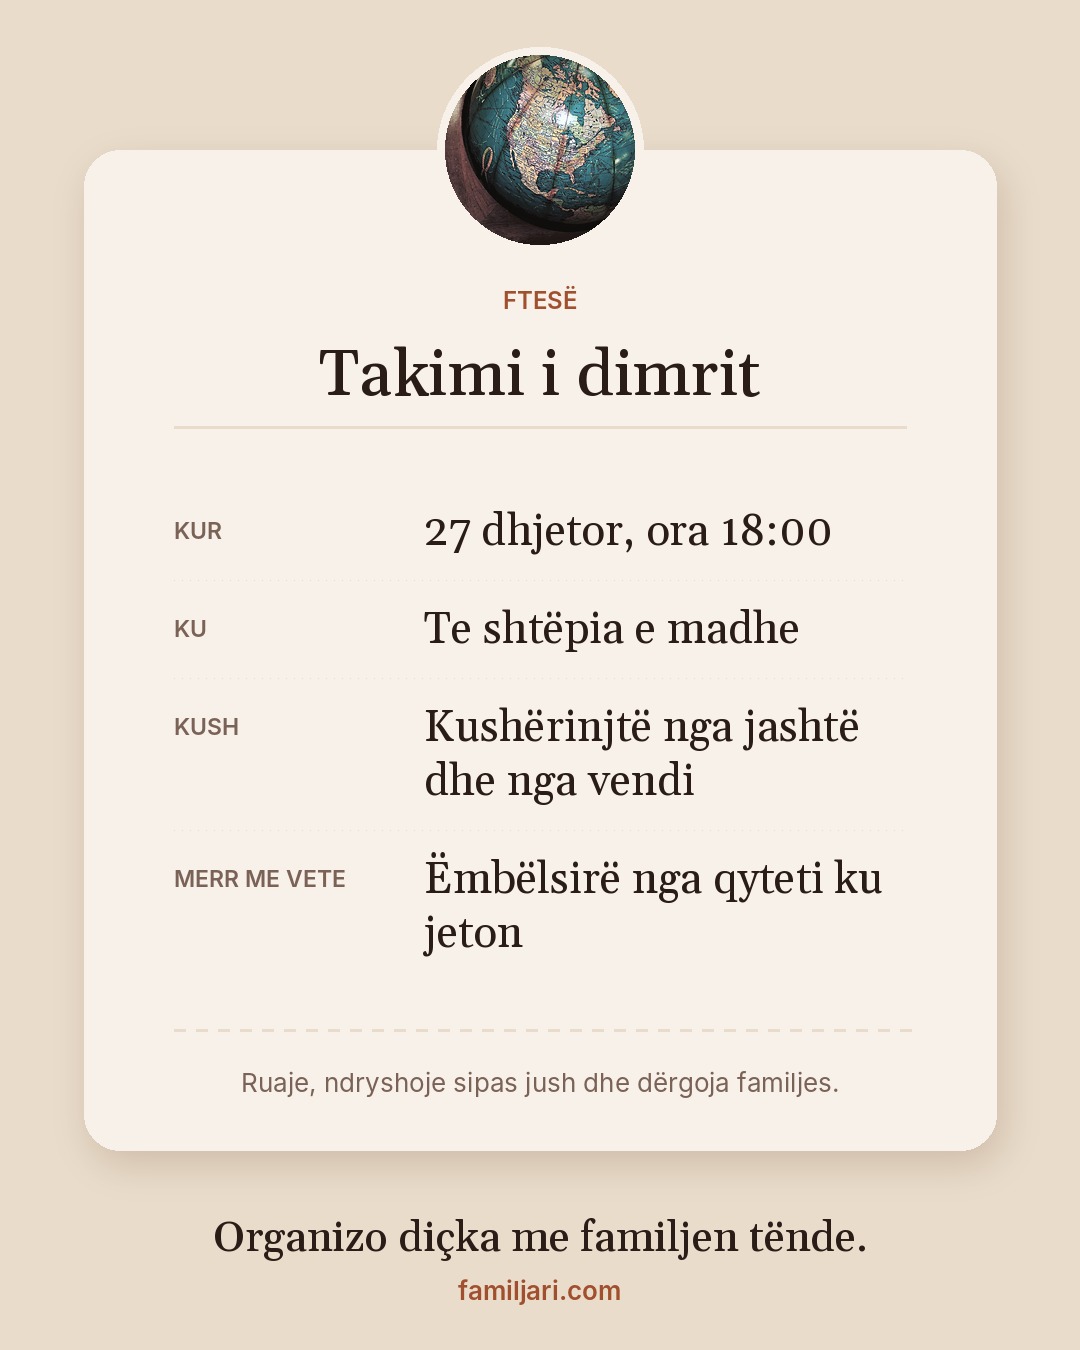 FTESË
Takimi i dimrit
KUR
27 dhjetor, ora 18:00
KU
Te shtëpia e madhe
KUSH
Kushërinjtë nga jashtë
dhe nga vendi
MERR ME VETE
Ëmbëlsirë nga qyteti ku
jeton
Ruaje, ndryshoje sipas jush dhe dërgoja familjes.
Organizo diçka me familjen tënde.
familjari.com